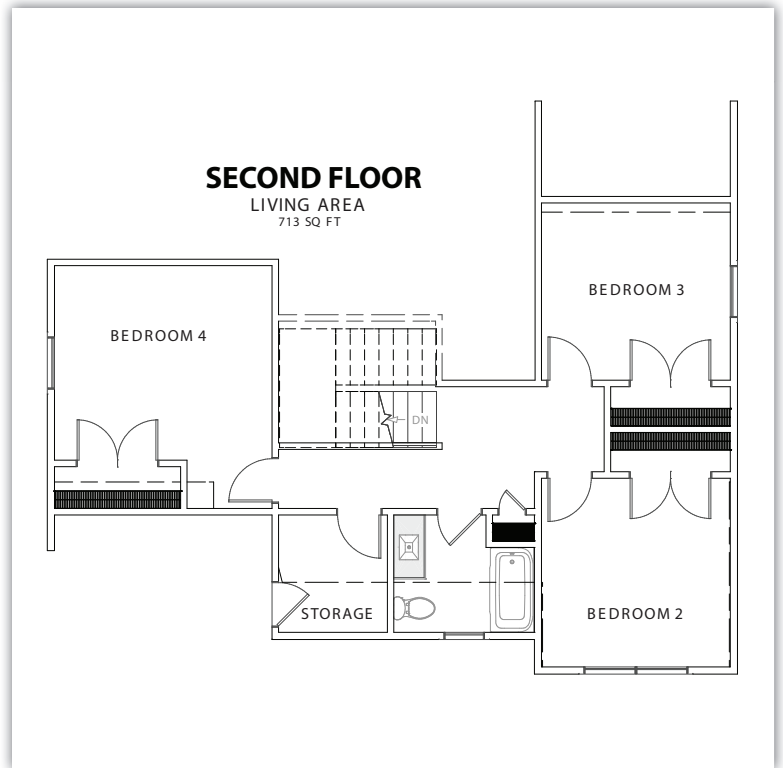 SECOND FLOOR
LIVING AREA
713 SQ FT
BEDROOM 3
BEDROOM 4
DN
STORAGE
BEDROOM 2